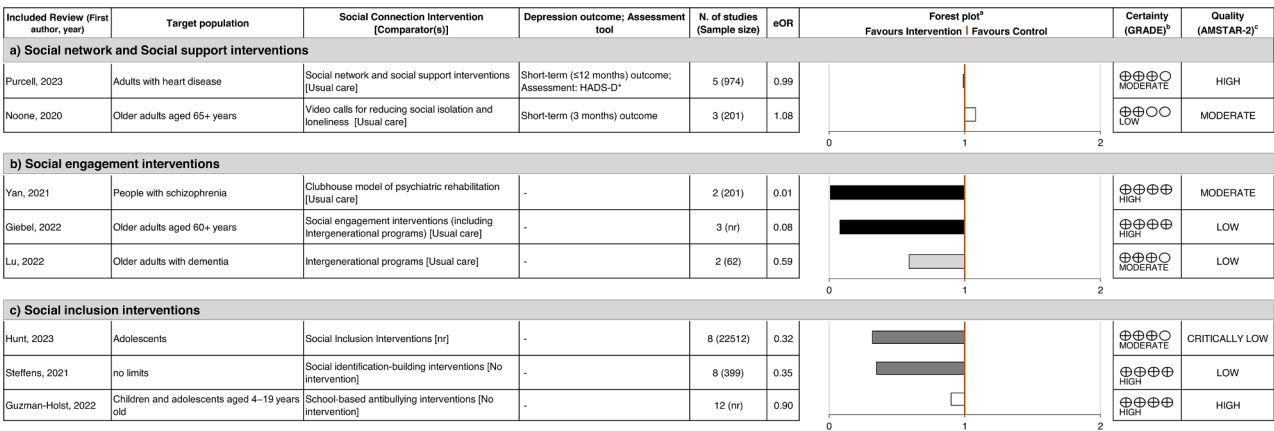 Included Review (First author, year)
Target population
Social Connection Intervention [Comparator(s)]
Depression outcome; Assessment tool
N. of studies (Sample size)
eOR
Forest plotᵃ
Favours Intervention | Favours Control
Certainty (GRADE)ᵇ
Quality (AMSTAR-2)ᶜ
a) Social network and Social support interventions
Purcell, 2023
Adults with heart disease
Social network and social support interventions
[Usual care]
Short-term (≤12 months) outcome;
Assessment: HADS-D*
5 (974)
0.99
MODERATE
HIGH
Noone, 2020
Older adults aged 65+ years
Video calls for reducing social isolation and
loneliness [Usual care]
Short-term (3 months) outcome
3 (201)
1.08
LOW
MODERATE
0 1 2
b) Social engagement interventions
Yan, 2021
People with schizophrenia
Clubhouse model of psychiatric rehabilitation
[Usual care]
-
2 (201)
0.01
HIGH
MODERATE
Giebel, 2022
Older adults aged 60+ years
Social engagement interventions (including
Intergenerational programs) [Usual care]
-
3 (nr)
0.08
HIGH
LOW
Lu, 2022
Older adults with dementia
Intergenerational programs [Usual care]
-
2 (62)
0.59
MODERATE
LOW
0 1 2
c) Social inclusion interventions
Hunt, 2023
Adolescents
Social Inclusion Interventions [nr]
-
8 (22512)
0.32
MODERATE
CRITICALLY LOW
Steffens, 2021
no limits
Social identification-building interventions [No
intervention]
-
8 (399)
0.35
HIGH
LOW
Guzman-Holst, 2022
Children and adolescents aged 4–19 years
old
School-based antibullying interventions [No
intervention]
-
12 (nr)
0.90
HIGH
HIGH
0 1 2